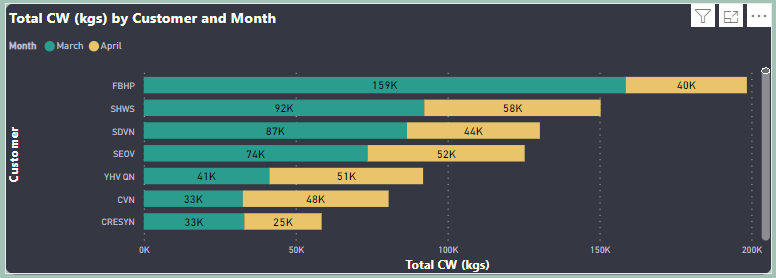 Total CW (kgs) by Customer and Month
Month March April
Customer
FBHP 159K 40K
SHWS 92K 58K
SDVN 87K 44K
SEOV 74K 52K
YHV QN 41K 51K
CVN 33K 48K
CRESYN 33K 25K
0K 50K 100K 150K 200K
Total CW (kgs)